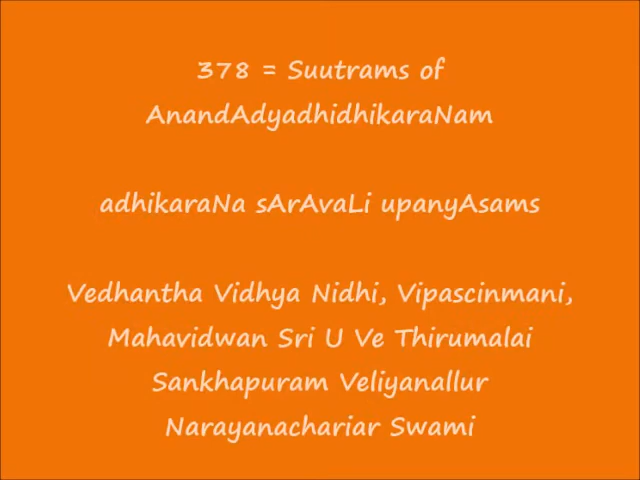 378 = Suutrams of
AnandAdyadhidhikaraNam
adhikaraNa sArAvaLi upanyAsams
Vedhantha Vidhya Nidhi, Vipascinmani,
Mahavidwan Sri U Ve Thirumalai
Sankhapuram Veliyanallur
Narayanachariar Swami